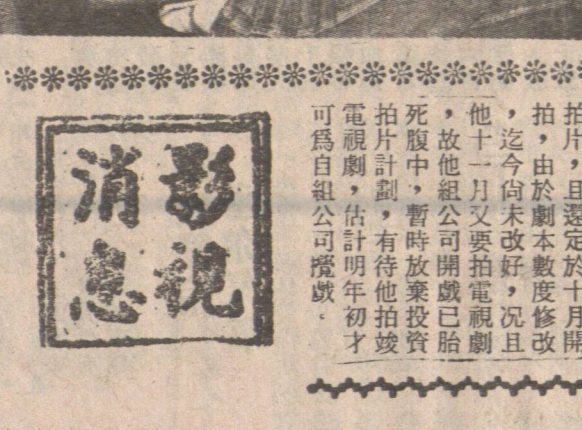 拍片，且選定於十月開
拍，由於劇本數度修改
，迄今尙未改好，況且
他十一月又要拍電視劇
，故他組公司開戲已胎
死腹中，暫時放棄投資
拍片計劃，有待他拍竣
電視劇，估計明年初才
可爲自組公司攪戲。
影視
消息